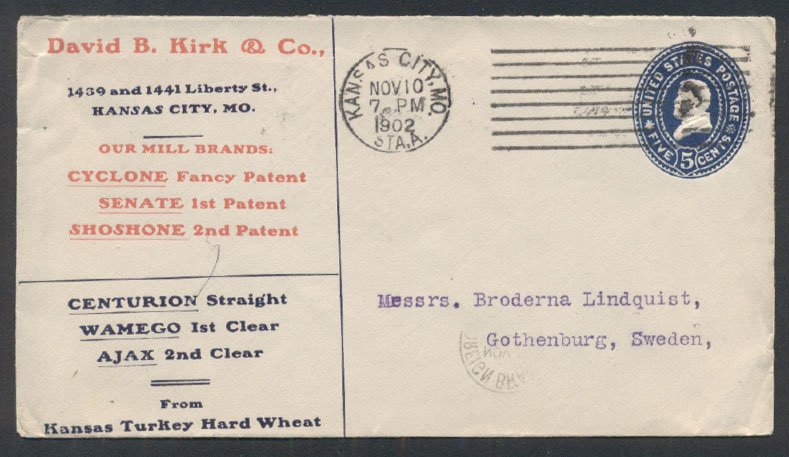 David B. Kirk & Co.,
1439 and 1441 Liberty St.,
KANSAS CITY, MO.
OUR MILL BRANDS:
CYCLONE Fancy Patent
SENATE 1st Patent
SHOSHONE 2nd Patent
CENTURION Straight
WAMEGO 1st Clear
AJAX 2nd Clear
From
Kansas Turkey Hard Wheat
KANSAS CITY, MO.
NOV 10
7 PM
1902
STA. A.
UNITED STATES POSTAGE
FIVE 5 CENTS
Messrs. Broderna Lindquist,
Gothenburg, Sweden,
NOV